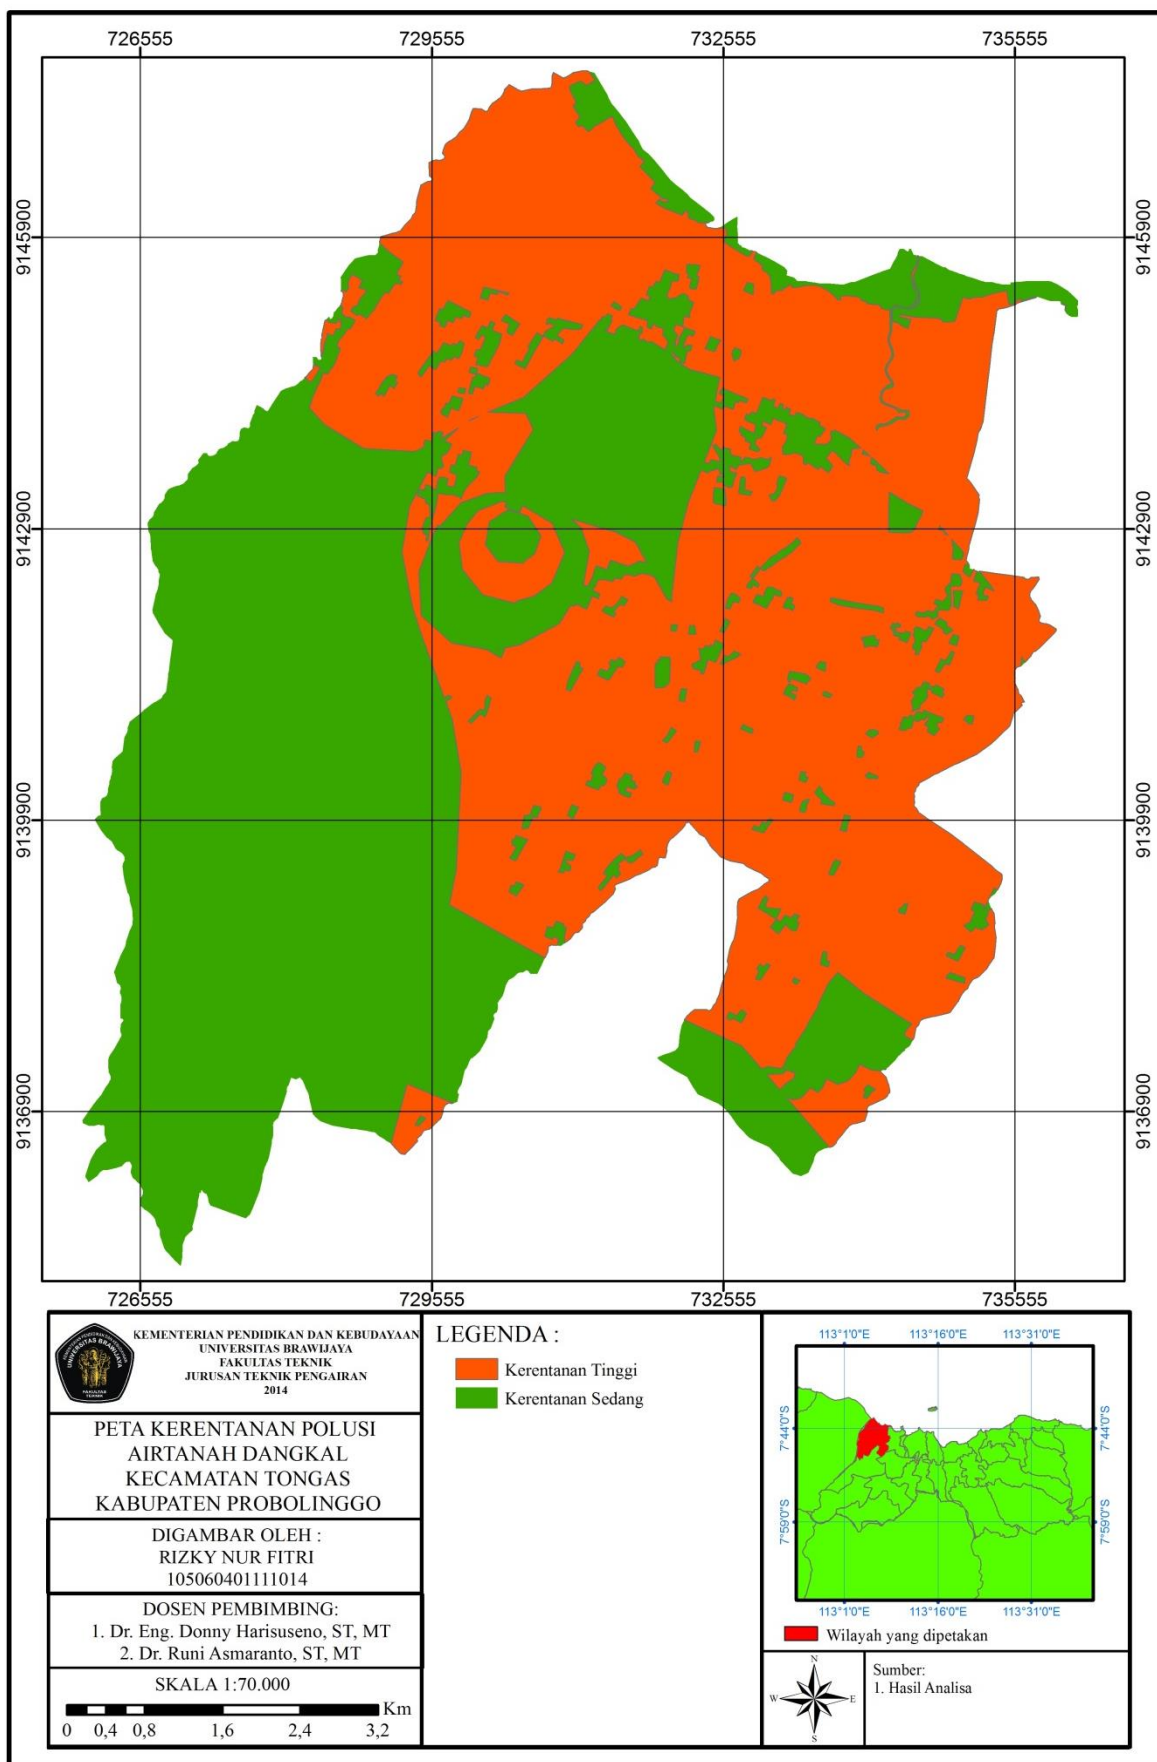 726555 729555 732555 735555
9145900 9145900
9142900 9142900
9139900 9139900
9136900 9136900
726555 729555 732555 735555
KEMENTERIAN PENDIDIKAN DAN KEBUDAYAAN
UNIVERSITAS BRAWIJAYA
FAKULTAS TEKNIK
JURUSAN TEKNIK PENGAIRAN
2014
UNIVERSITAS BRAWIJAYA
FAKULTAS
TEKNIK
PETA KERENTANAN POLUSI
AIRTANAH DANGKAL
KECAMATAN TONGAS
KABUPATEN PROBOLINGGO
DIGAMBAR OLEH :
RIZKY NUR FITRI
105060401111014
DOSEN PEMBIMBING:
1. Dr. Eng. Donny Harisuseno, ST, MT
2. Dr. Runi Asmaranto, ST, MT
SKALA 1:70.000
Km
0 0,4 0,8 1,6 2,4 3,2
LEGENDA :
Kerentanan Tinggi
Kerentanan Sedang
113°1'0"E 113°16'0"E 113°31'0"E
7°44'0"S 7°44'0"S
7°59'0"S 7°59'0"S
113°1'0"E 113°16'0"E 113°31'0"E
Wilayah yang dipetakan
N
W E
S
Sumber:
1. Hasil Analisa